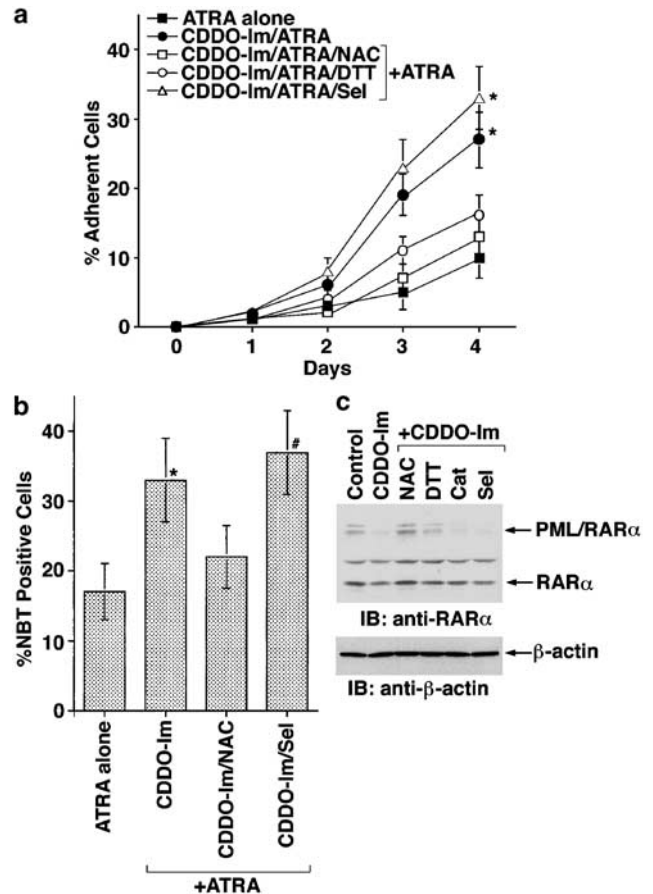 a
ATRA alone
CDDO-Im/ATRA
CDDO-Im/ATRA/NAC
CDDO-Im/ATRA/DTT
CDDO-Im/ATRA/Sel
+ATRA
% Adherent Cells
40
30
20
10
0
*
*
0 1 2 3 4
Days
b
%NBT Positive Cells
40
30
20
10
0
*
#
ATRA alone
CDDO-Im
CDDO-Im/NAC
CDDO-Im/Sel
+ATRA
c
+CDDO-Im
Control
CDDO-Im
NAC
DTT
Cat
Sel
PML/RARα
RARα
IB: anti-RARα
β-actin
IB: anti-β-actin